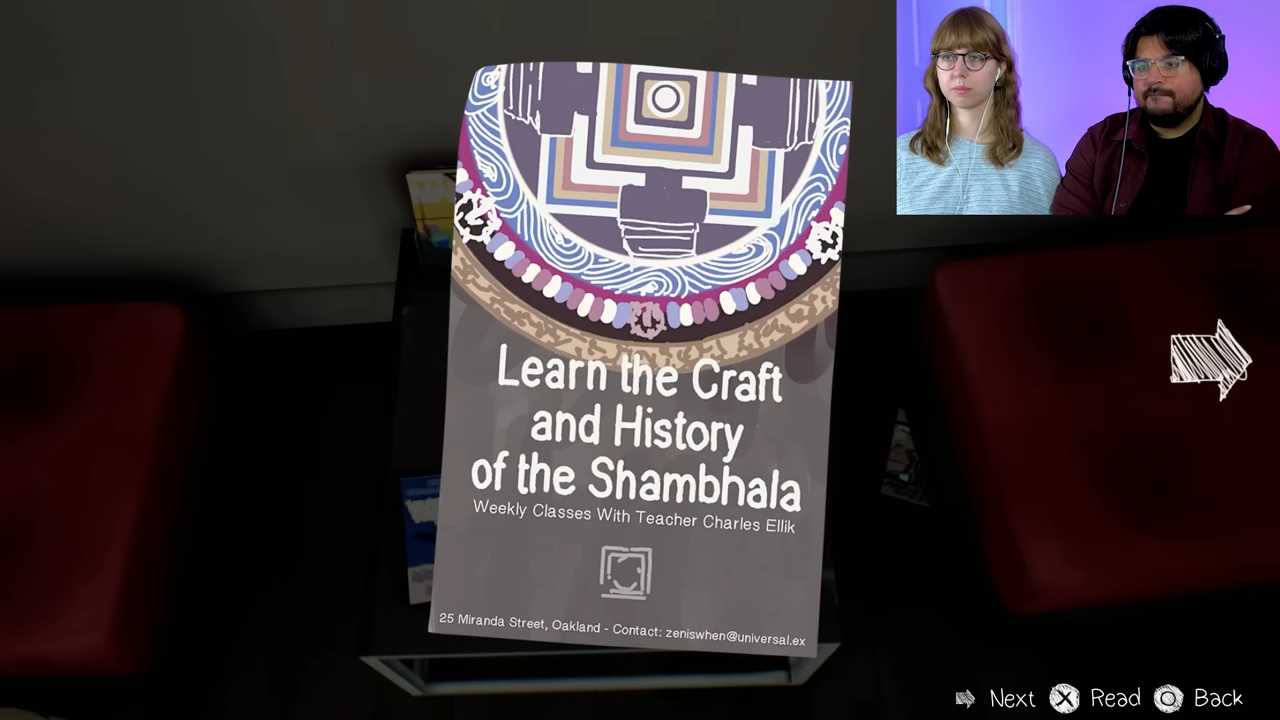 Learn the Craft
and History
of the Shambhala
Weekly Classes With Teacher Charles Ellik
25 Miranda Street, Oakland - Contact: zeniswhen@universal.ex
Next Read Back